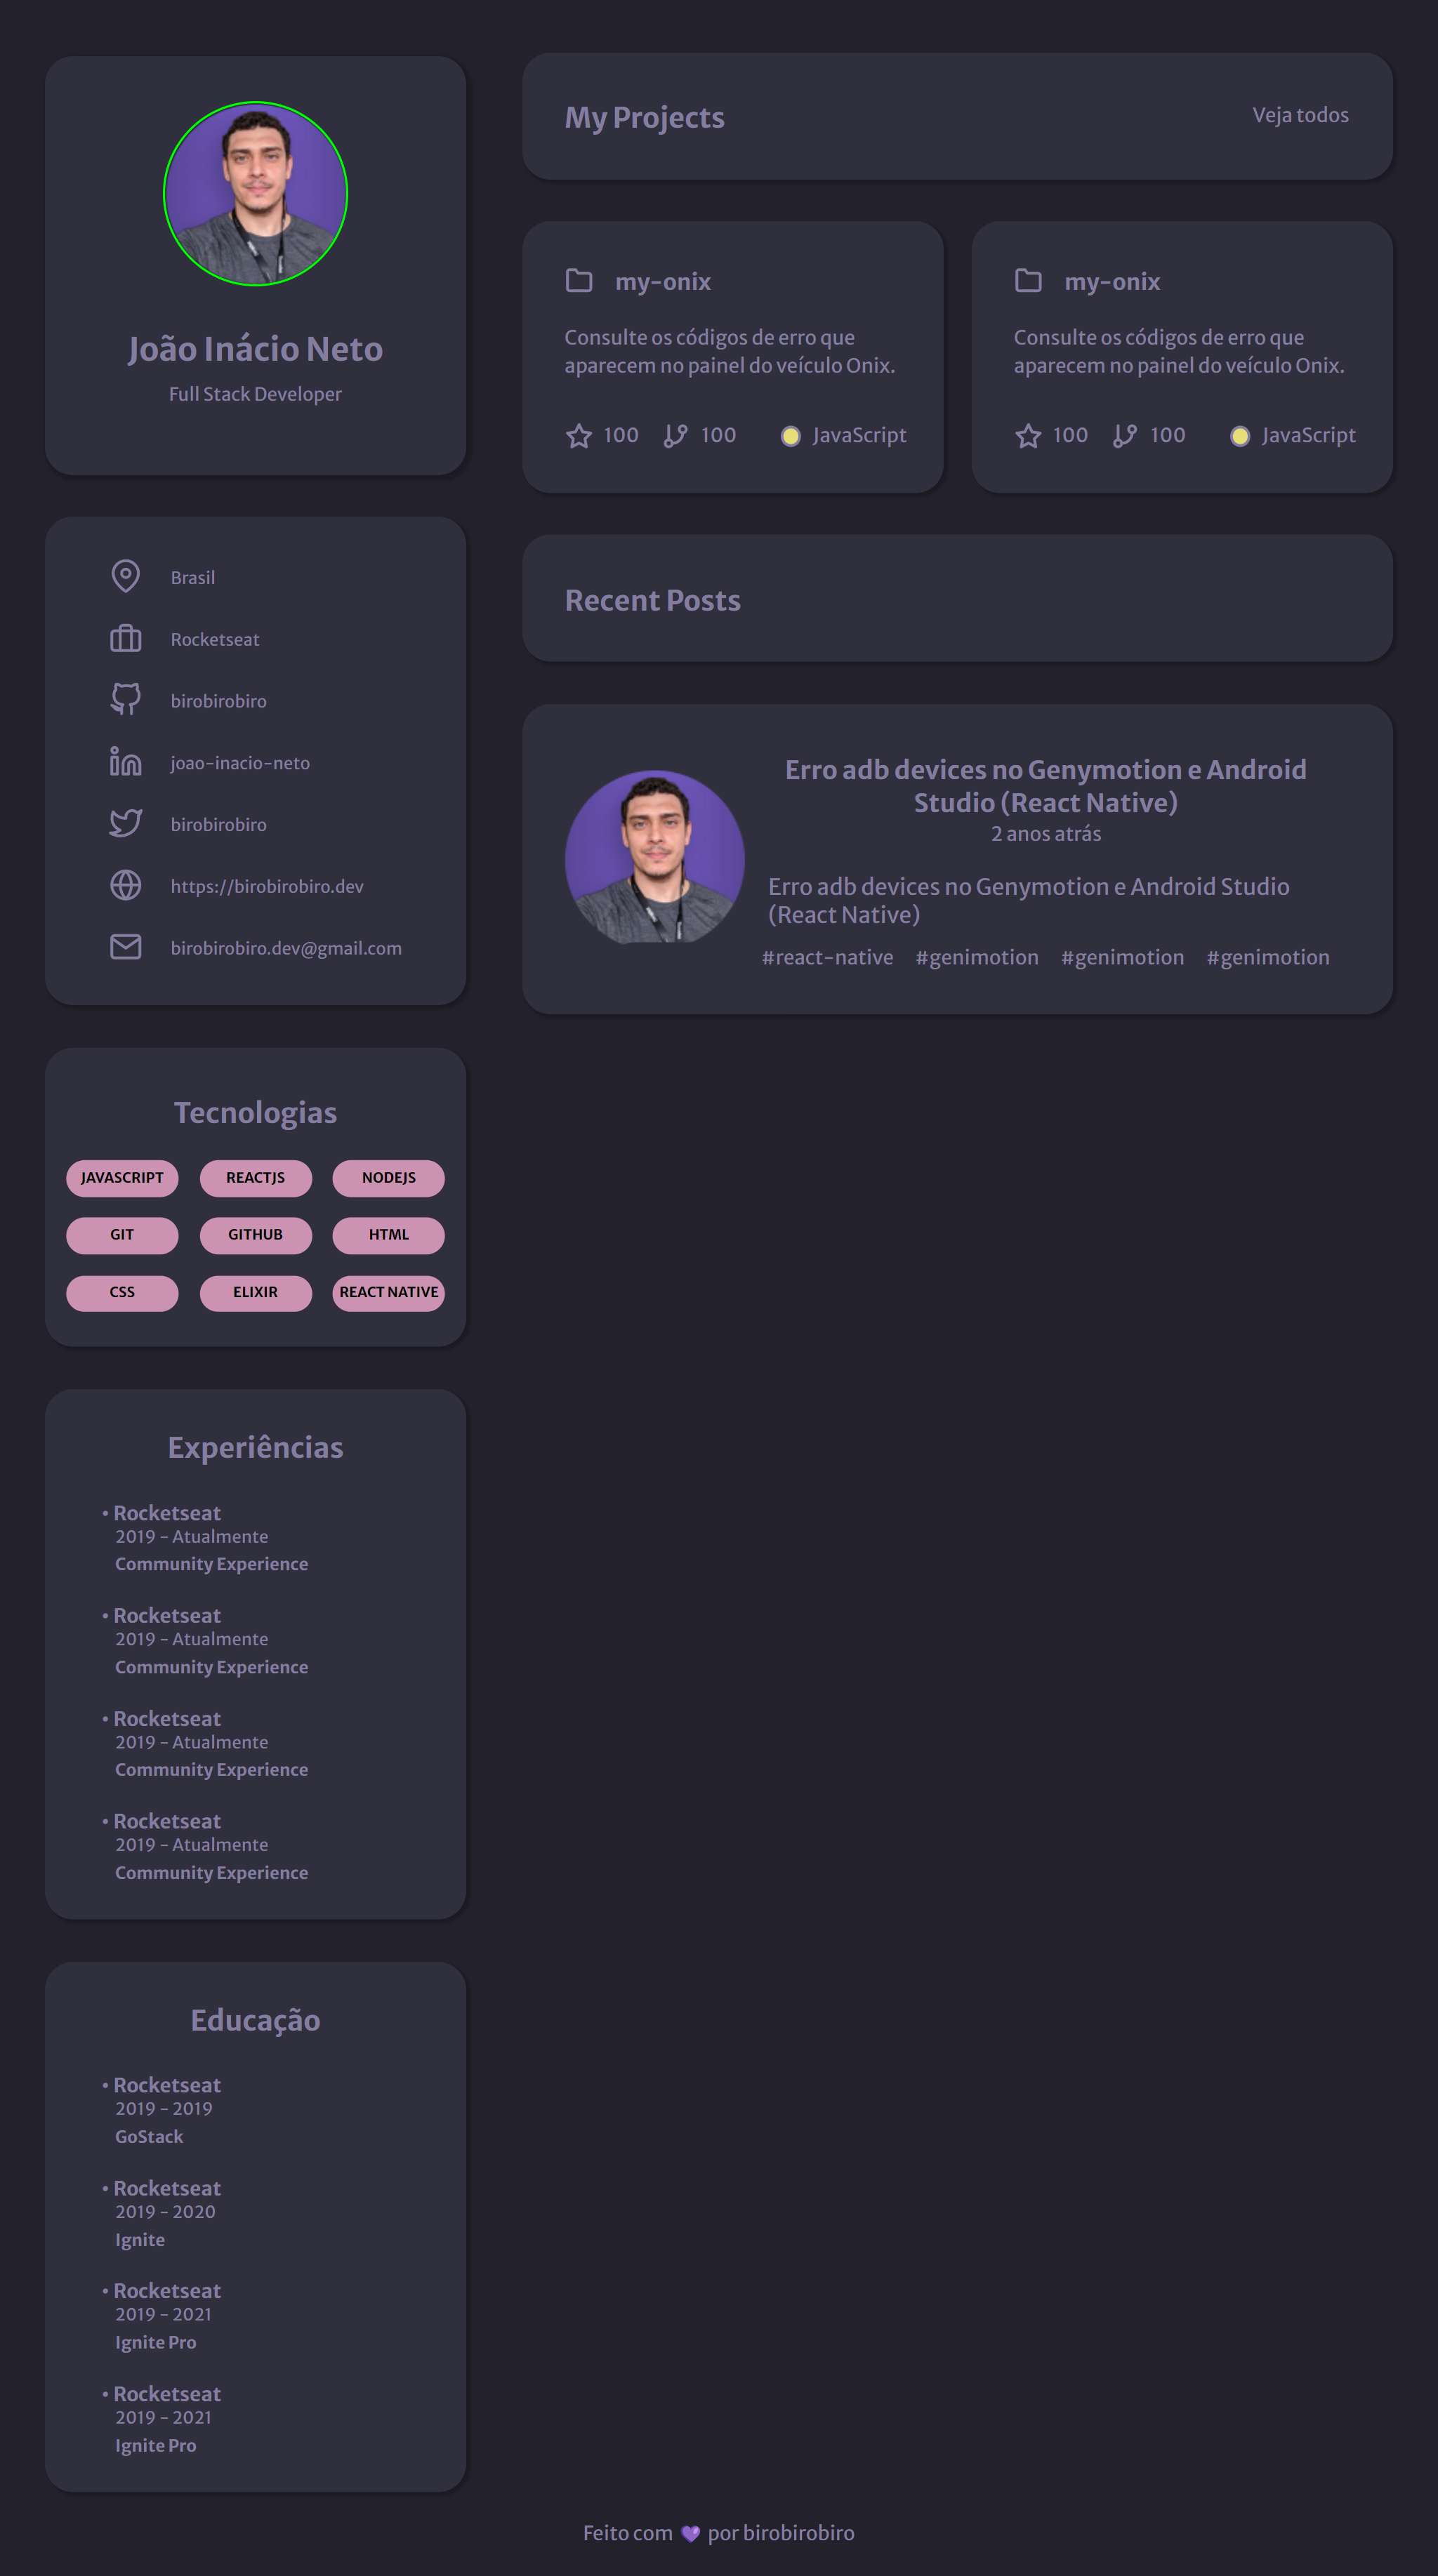 João Inácio Neto
Full Stack Developer
Brasil
Rocketseat
birobirobiro
joao-inacio-neto
birobirobiro
https://birobirobiro.dev
birobirobiro.dev@gmail.com
Tecnologias
JAVASCRIPT REACTJS NODEJS
GIT GITHUB HTML
CSS ELIXIR REACT NATIVE
Experiências
• Rocketseat
2019 - Atualmente
Community Experience
• Rocketseat
2019 - Atualmente
Community Experience
• Rocketseat
2019 - Atualmente
Community Experience
• Rocketseat
2019 - Atualmente
Community Experience
Educação
• Rocketseat
2019 - 2019
GoStack
• Rocketseat
2019 - 2020
Ignite
• Rocketseat
2019 - 2021
Ignite Pro
• Rocketseat
2019 - 2021
Ignite Pro
My Projects
Veja todos
my-onix
Consulte os códigos de erro que
aparecem no painel do veículo Onix.
100 100 JavaScript
my-onix
Consulte os códigos de erro que
aparecem no painel do veículo Onix.
100 100 JavaScript
Recent Posts
Erro adb devices no Genymotion e Android
Studio (React Native)
2 anos atrás
Erro adb devices no Genymotion e Android Studio
(React Native)
#react-native #genimotion #genimotion #genimotion
Feito com 💜 por birobirobiro